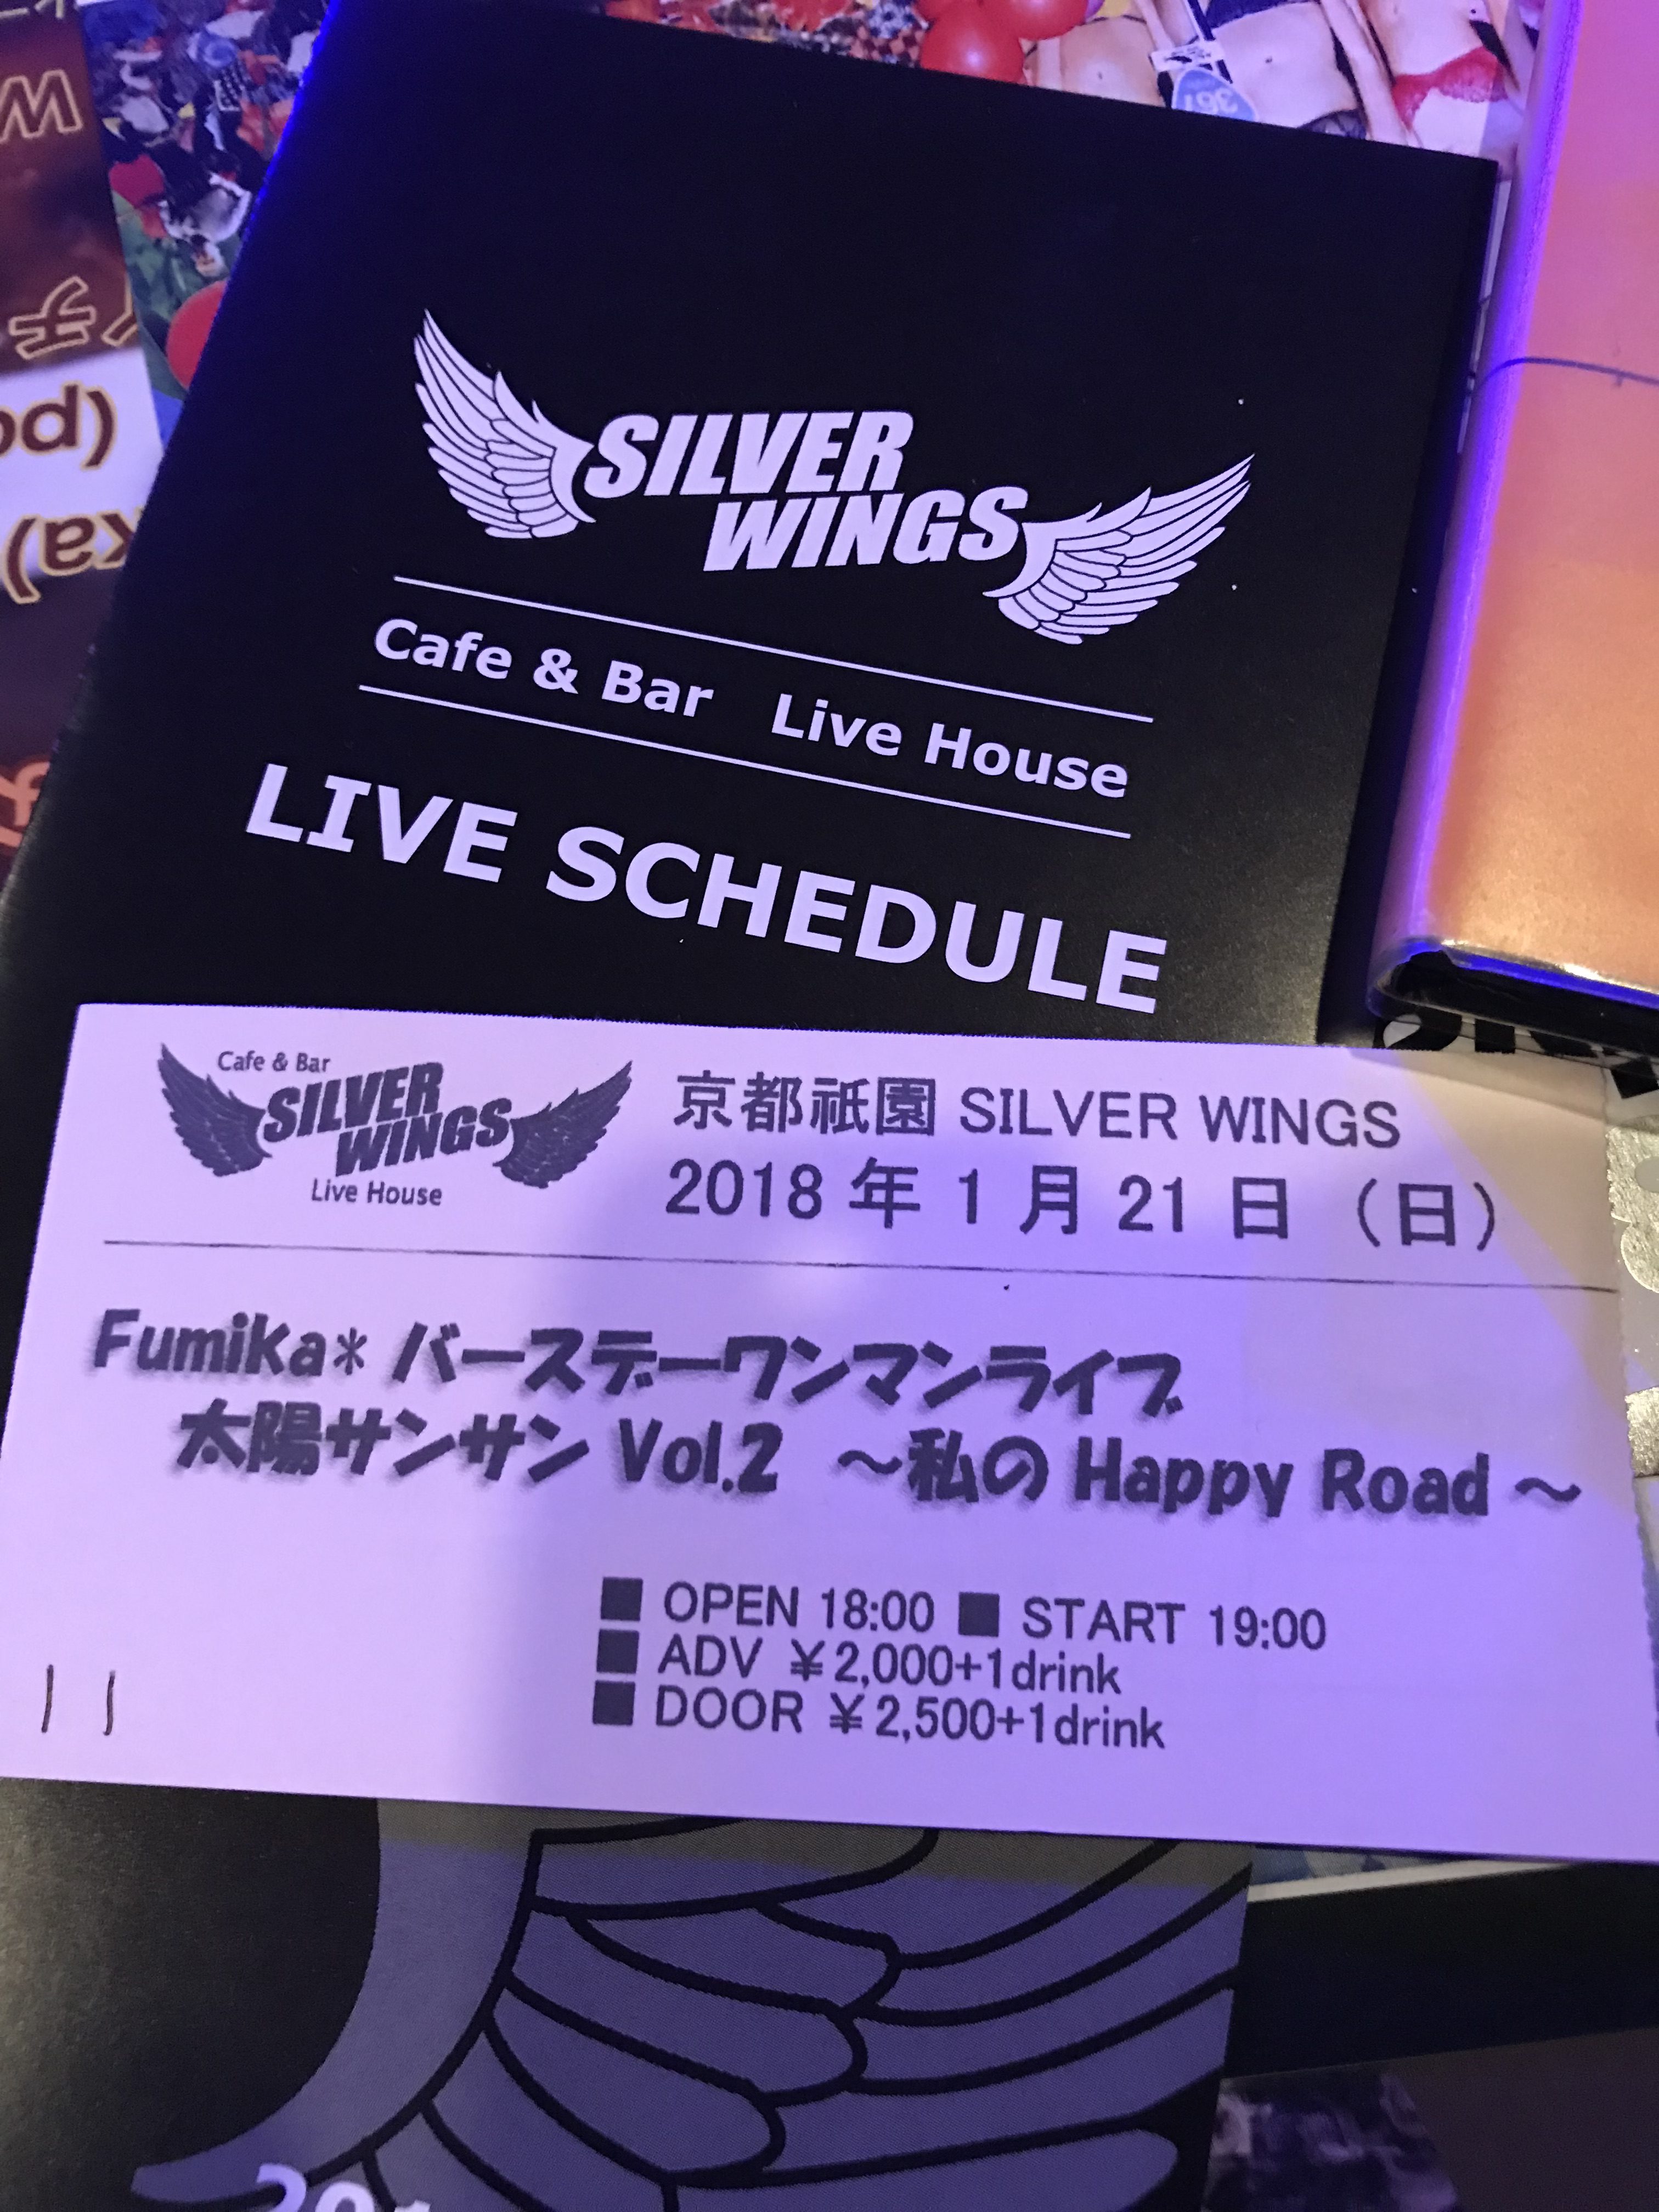 SILVER
WINGS
Cafe & Bar Live House
LIVE SCHEDULE
Cafe & Bar
SILVER
WINGS
Live House
京都祇園 SILVER WINGS
2018 年 1 月 21 日 （日）
Fumika* バースデーワンマンライブ
太陽サンサン Vol.2 ～私の Happy Road ～
■ OPEN 18:00 ■ START 19:00
■ ADV ￥2,000+1drink
■ DOOR ￥2,500+1drink
11